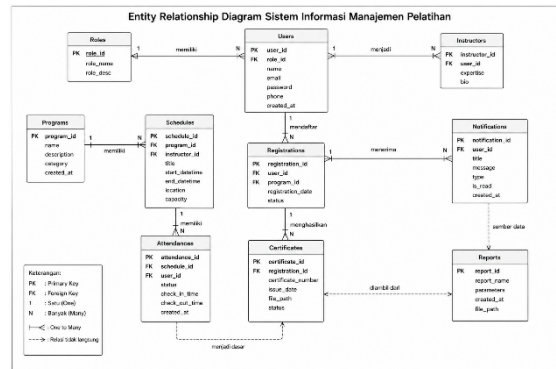 Entity Relationship Diagram Sistem Informasi Manajemen Pelatihan
Roles
PK role_id
role_name
role_desc
1
memiliki
N
Users
PK user_id
FK role_id
name
email
password
phone
created_at
1
menjadi
N
Instructors
PK instructor_id
FK user_id
expertise
bio
1
mendaftar
N
Programs
PK program_id
name
description
category
created_at
1
memiliki
N
Schedules
PK schedule_id
FK program_id
FK instructor_id
title
start_datetime
end_datetime
location
capacity
Registrations
PK registration_id
FK user_id
FK program_id
registration_date
status
1
menerima
N
Notifications
PK notification_id
FK user_id
title
message
type
is_read
created_at
1
memiliki
N
1
menghasilkan
N
sumber data
Attendances
PK attendance_id
FK schedule_id
FK user_id
status
check_in_time
check_out_time
created_at
Certificates
PK certificate_id
FK registration_id
certificate_number
issue_date
file_path
status
diambil dari
Reports
PK report_id
report_name
parameters
created_at
file_path
menjadi dasar
Keterangan:
PK : Primary Key
FK : Foreign Key
1 : Satu (One)
N : Banyak (Many)
: One to Many
: Relasi tidak langsung